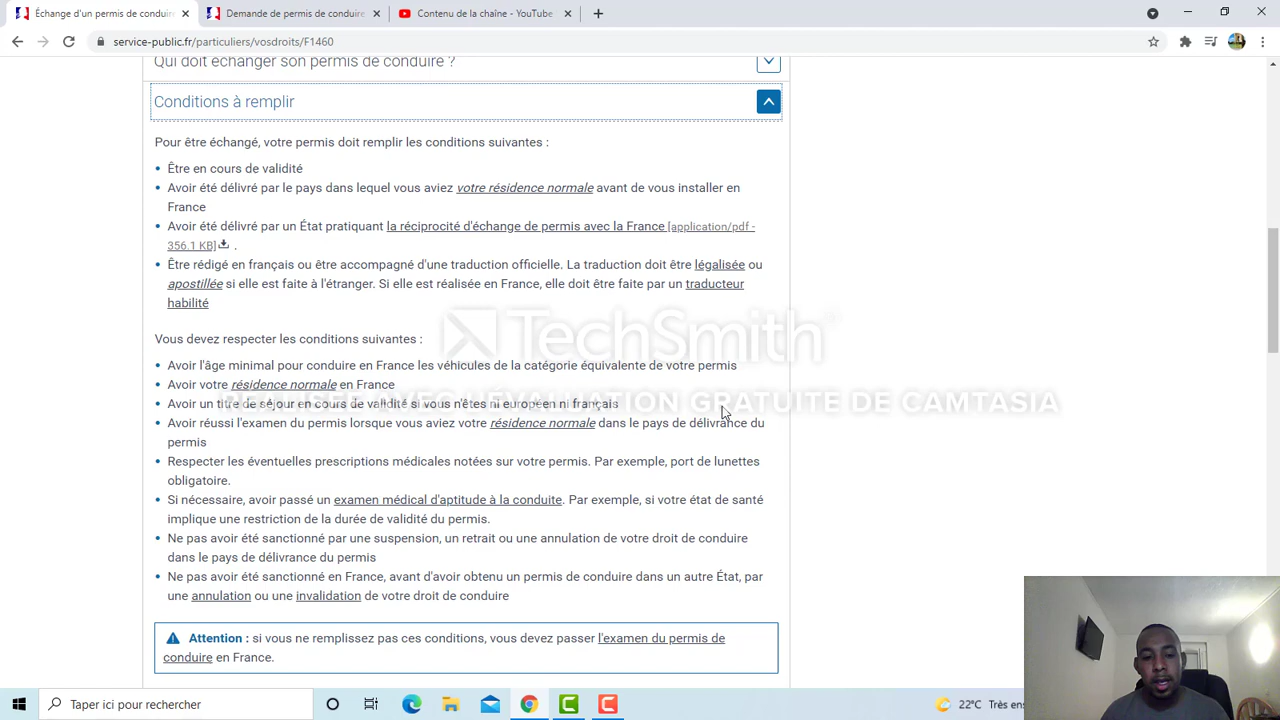 Échange d'un permis de conduire
Demande de permis de conduire
Contenu de la chaîne - YouTube
service-public.fr/particuliers/vosdroits/F1460
Qui doit échanger son permis de conduire ?
Conditions à remplir
Pour être échangé, votre permis doit remplir les conditions suivantes :
• Être en cours de validité
• Avoir été délivré par le pays dans lequel vous aviez votre résidence normale avant de vous installer en
France
• Avoir été délivré par un État pratiquant la réciprocité d'échange de permis avec la France [application/pdf -
356.1 KB] .
• Être rédigé en français ou être accompagné d'une traduction officielle. La traduction doit être légalisée ou
apostillée si elle est faite à l'étranger. Si elle est réalisée en France, elle doit être faite par un traducteur
habilité
TechSmith
Vous devez respecter les conditions suivantes :
• Avoir l'âge minimal pour conduire en France les véhicules de la catégorie équivalente de votre permis
• Avoir votre résidence normale en France
• Avoir un titre de séjour en cours de validité si vous n'êtes ni européen ni français
RÉALISÉE AVEC L'ÉVALUATION GRATUITE DE CAMTASIA
• Avoir réussi l'examen du permis lorsque vous aviez votre résidence normale dans le pays de délivrance du
permis
• Respecter les éventuelles prescriptions médicales notées sur votre permis. Par exemple, port de lunettes
obligatoire.
• Si nécessaire, avoir passé un examen médical d'aptitude à la conduite. Par exemple, si votre état de santé
implique une restriction de la durée de validité du permis.
• Ne pas avoir été sanctionné par une suspension, un retrait ou une annulation de votre droit de conduire
dans le pays de délivrance du permis
• Ne pas avoir été sanctionné en France, avant d'avoir obtenu un permis de conduire dans un autre État, par
une annulation ou une invalidation de votre droit de conduire
Attention : si vous ne remplissez pas ces conditions, vous devez passer l'examen du permis de
conduire en France.
Taper ici pour rechercher
22°C Très en